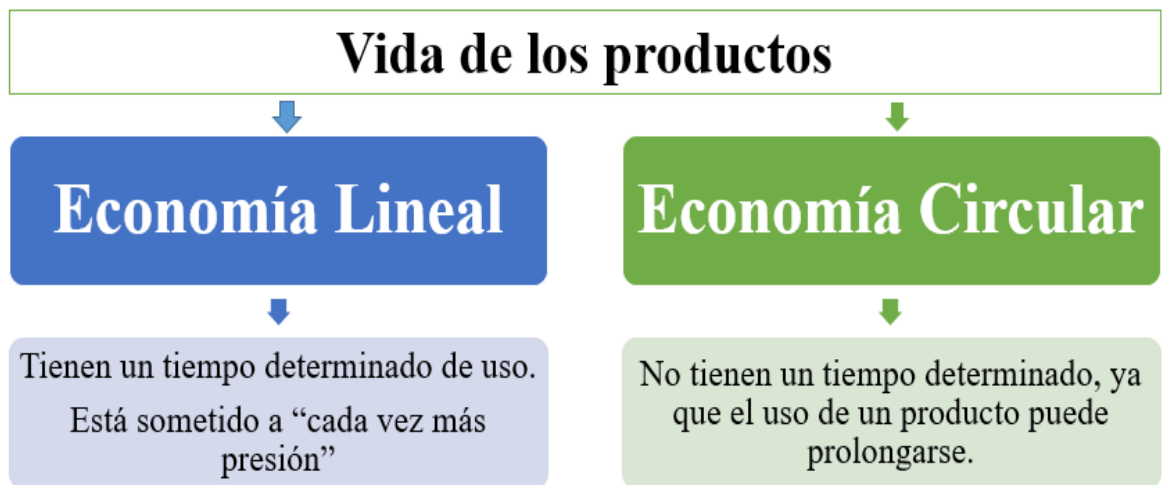 Vida de los productos
Economía Lineal
Economía Circular
Tienen un tiempo determinado de uso.
Está sometido a “cada vez más
presión”
No tienen un tiempo determinado, ya
que el uso de un producto puede
prolongarse.